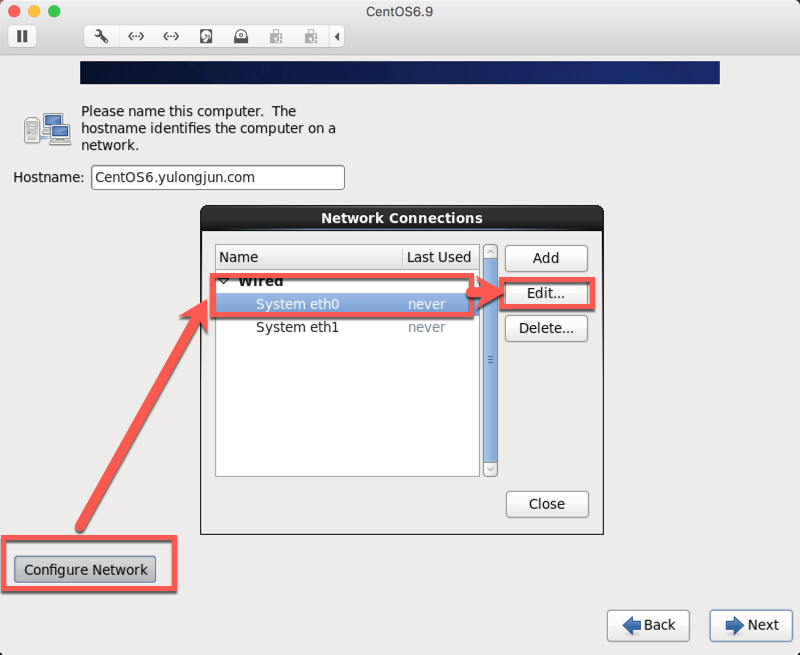 CentOS6.9
Please name this computer. The
hostname identifies the computer on a
network.
Hostname: CentOS6.yulongjun.com
Network Connections
Name Last Used
Wired
System eth0 never
System eth1 never
Add
Edit...
Delete...
Close
Configure Network
Back Next